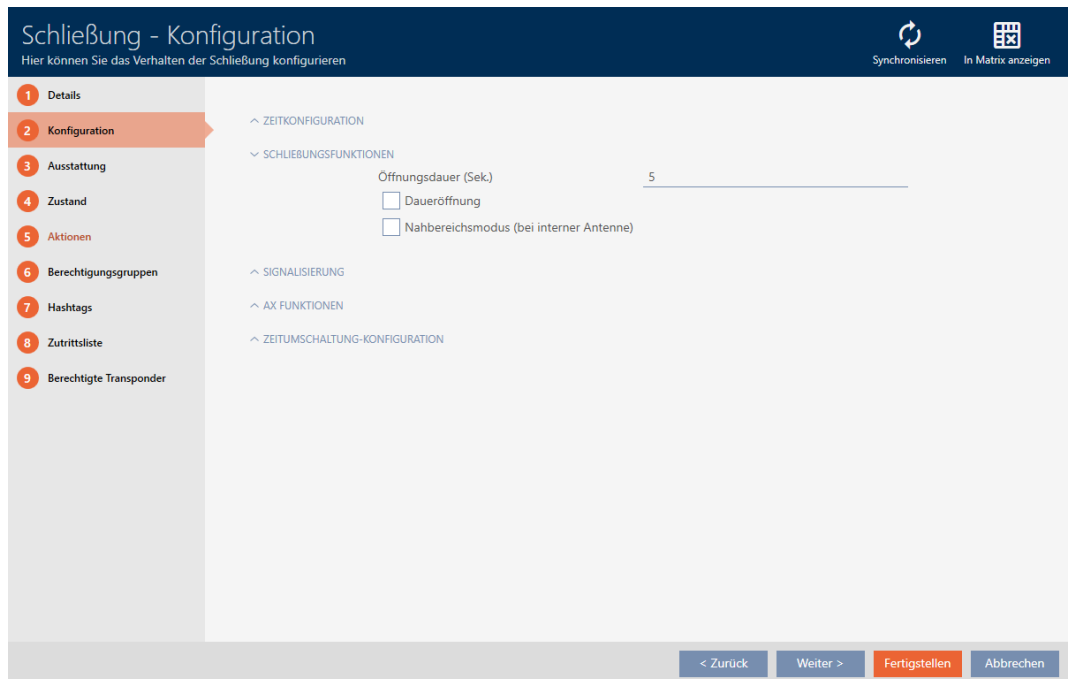 Schließung - Konfiguration
Hier können Sie das Verhalten der Schließung konfigurieren
Synchronisieren
In Matrix anzeigen
1 Details
2 Konfiguration
3 Ausstattung
4 Zustand
5 Aktionen
6 Berechtigungsgruppen
7 Hashtags
8 Zutrittsliste
9 Berechtigte Transponder
ZEITKONFIGURATION
SCHLIEßUNGSFUNKTIONEN
Öffnungsdauer (Sek.) 5
Daueröffnung
Nahbereichsmodus (bei interner Antenne)
SIGNALISIERUNG
AX FUNKTIONEN
ZEITUMSCHALTUNG-KONFIGURATION
< Zurück
Weiter >
Fertigstellen
Abbrechen